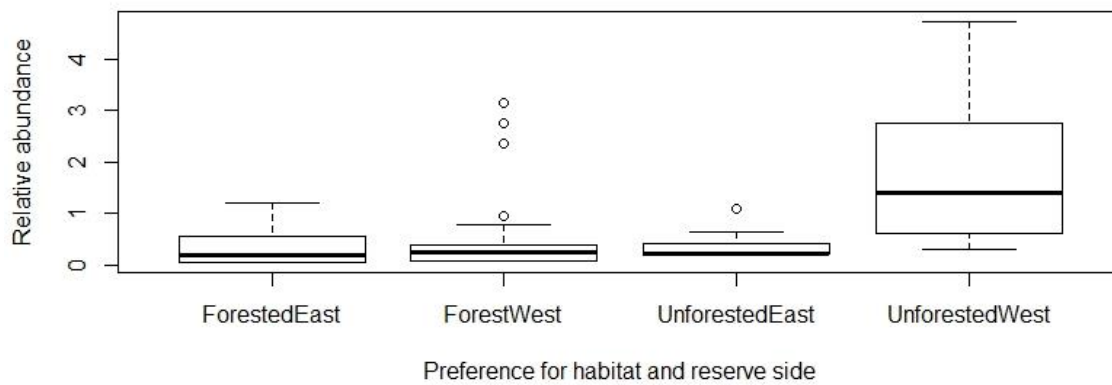 Relative abundance
4
3
2
1
0
ForestedEast
ForestWest
UnforestedEast
UnforestedWest
Preference for habitat and reserve side